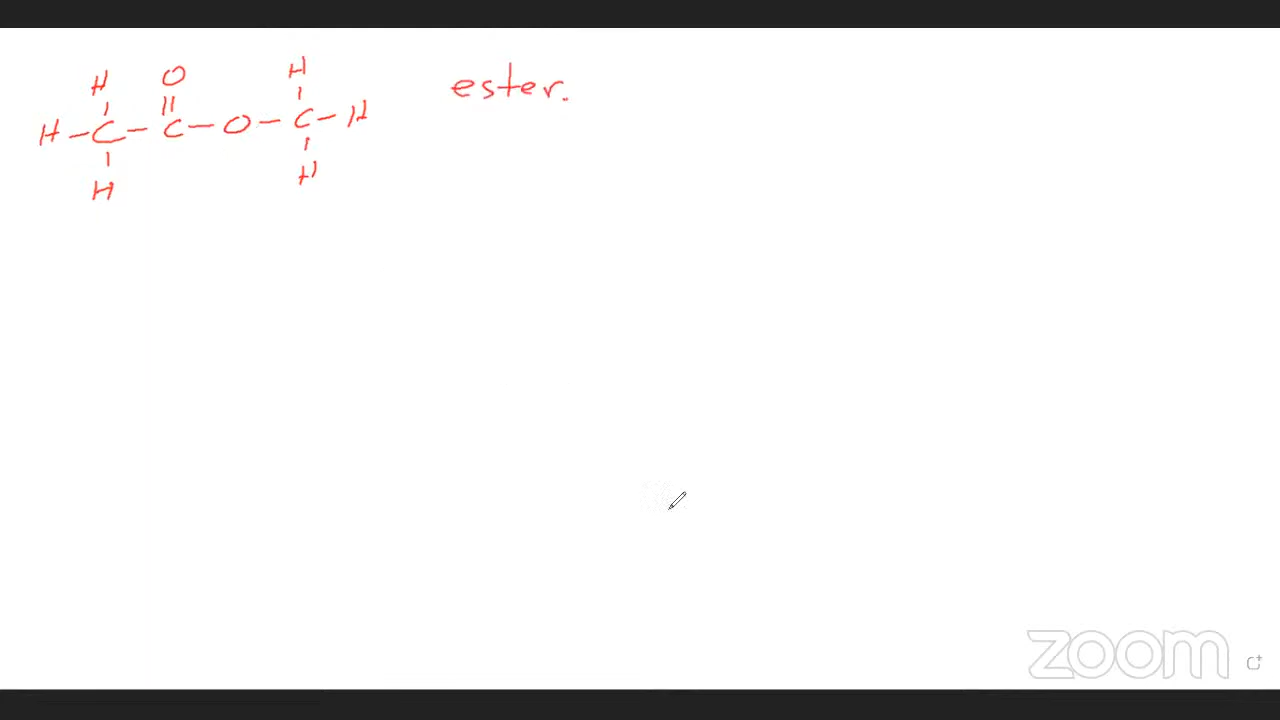 H O H
H - C - C - O - C - H
H H
ester.
zoom